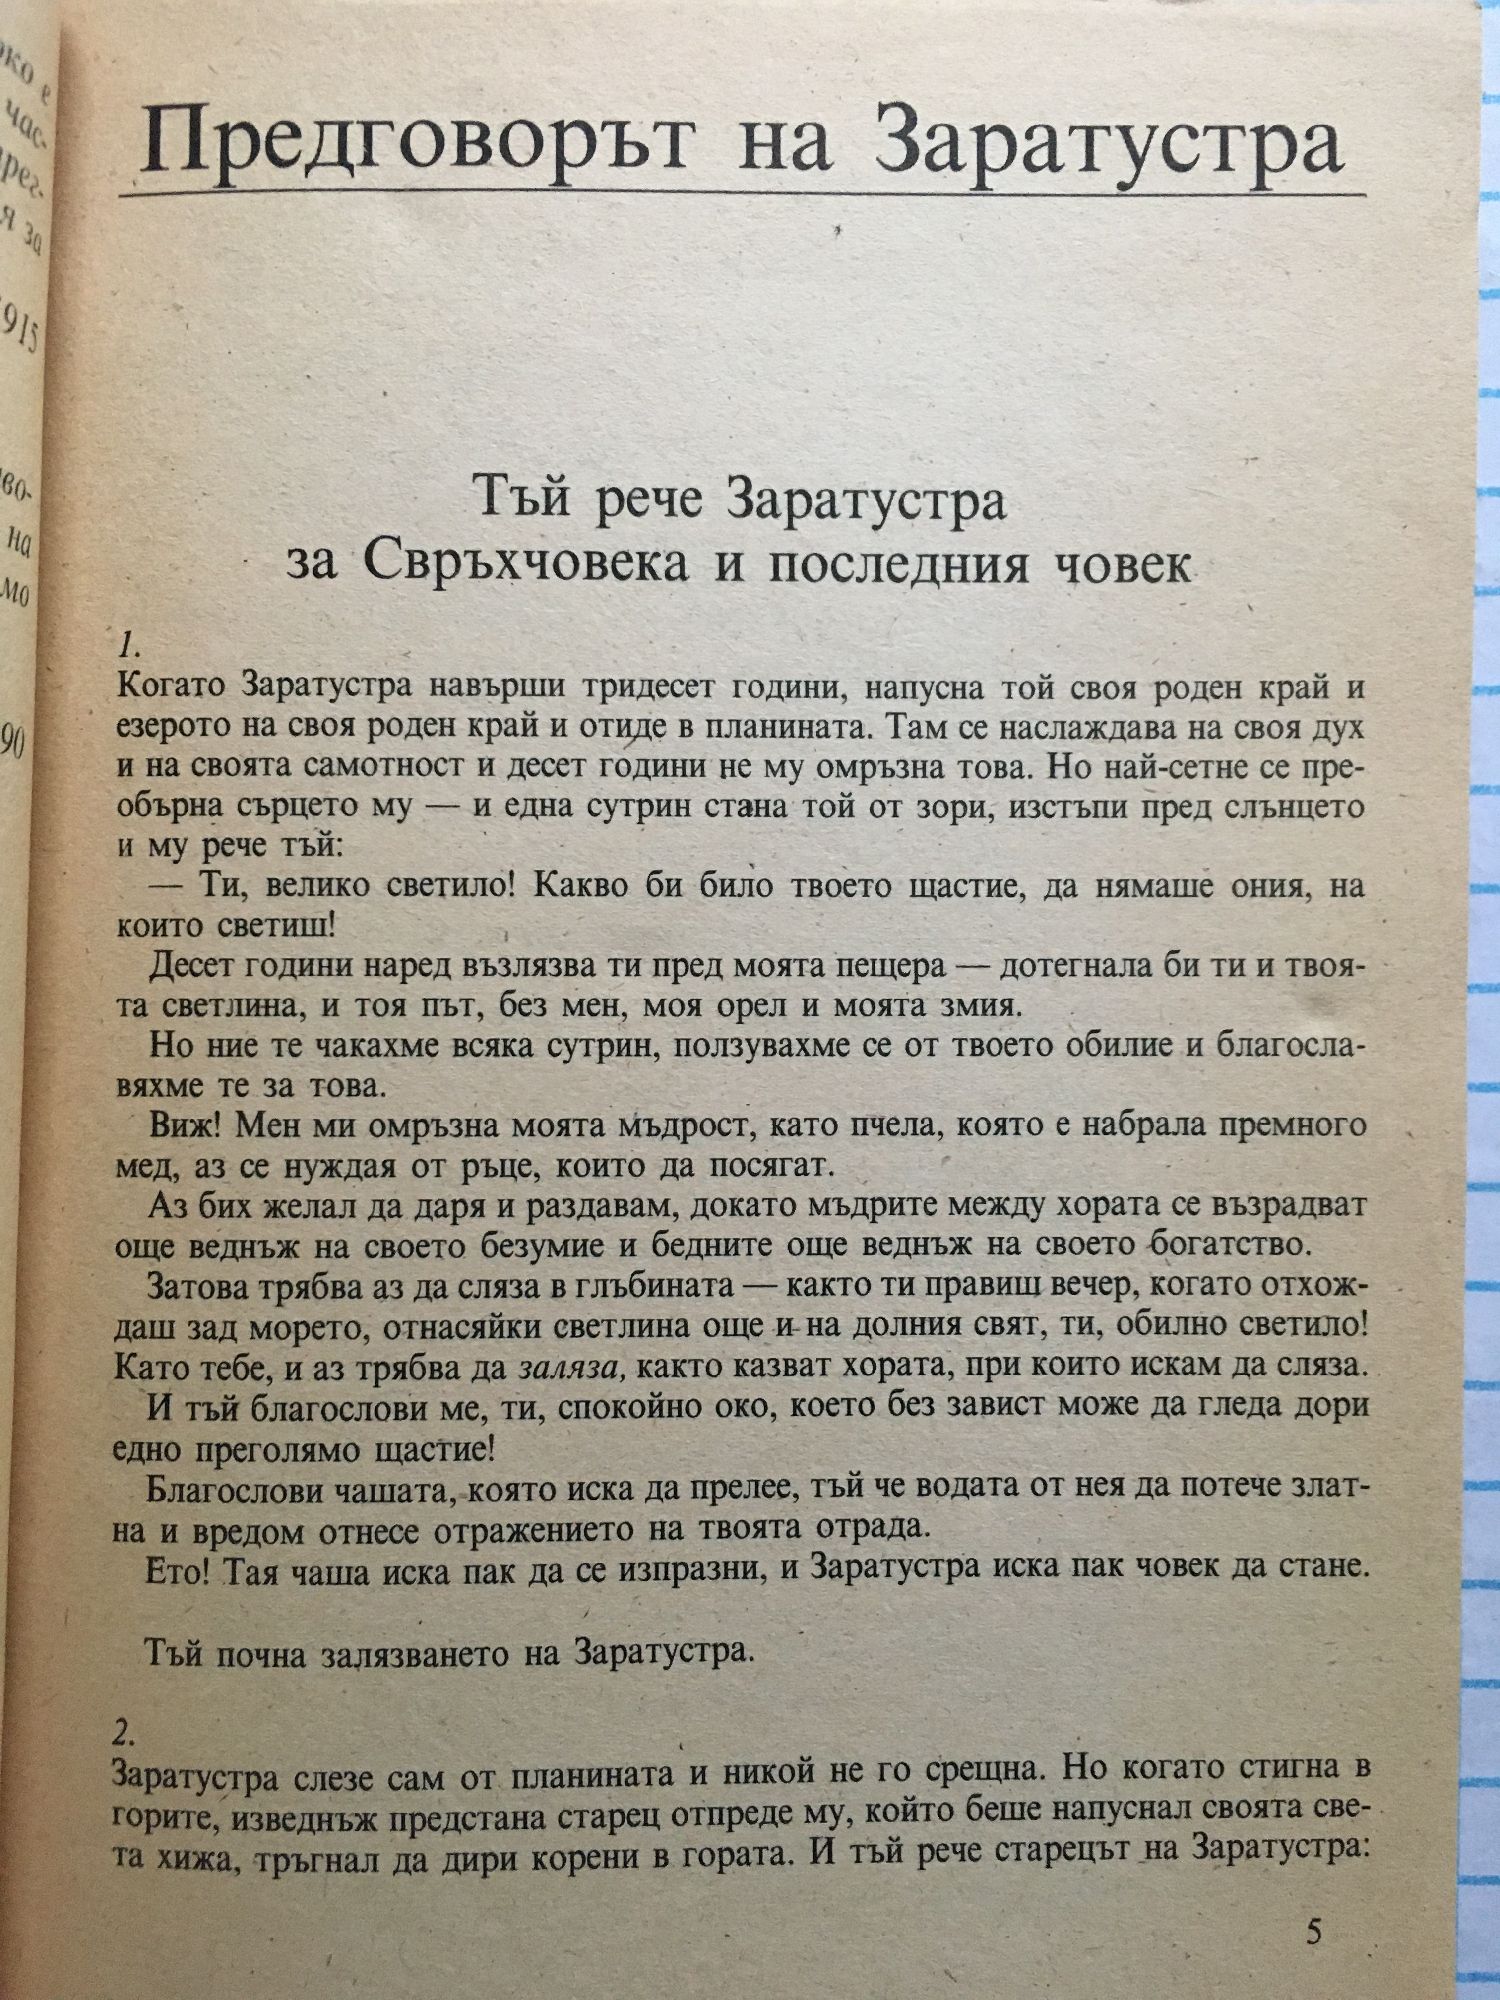 Предговорът на Заратустра
Тъй рече Заратустра
за Свръхчовека и последния човек
1.
Когато Заратустра навърши тридесет години, напусна той своя роден край и
езерото на своя роден край и отиде в планината. Там се наслаждава на своя дух
и на своята самотност и десет години не му омръзна това. Но най-сетне се пре-
обърна сърцето му — и една сутрин стана той от зори, изстъпи пред слънцето
и му рече тъй:
— Ти, велико светило! Какво би било твоето щастие, да нямаше ония, на
които светиш!
Десет години наред възлязва ти пред моята пещера — дотегнала би ти и твоя-
та светлина, и тоя път, без мен, моя орел и моята змия.
Но ние те чакахме всяка сутрин, ползувахме се от твоето обилие и благосла-
вяхме те за това.
Виж! Мен ми омръзна моята мъдрост, като пчела, която е набрала премного
мед, аз се нуждая от ръце, които да посягат.
Аз бих желал да даря и раздавам, докато мъдрите между хората се възрадват
още веднъж на своето безумие и бедните още веднъж на своето богатство.
Затова трябва аз да сляза в глъбината — както ти правиш вечер, когато отхож-
даш зад морето, отнасяйки светлина още и на долния свят, ти, обилно светило!
Като тебе, и аз трябва да заляза, както казват хората, при които искам да сляза.
И тъй благослови ме, ти, спокойно око, което без завист може да гледа дори
едно преголямо щастие!
Благослови чашата, която иска да прелее, тъй че водата от нея да потече злат-
на и вредом отнесе отражението на твоята отрада.
Ето! Тая чаша иска пак да се изпразни, и Заратустра иска пак човек да стане.
Тъй почна залязването на Заратустра.
2.
Заратустра слезе сам от планината и никой не го срещна. Но когато стигна в
горите, изведнъж предстана старец отпреде му, който беше напуснал своята све-
та хижа, тръгнал да дири корени в гората. И тъй рече старецът на Заратустра:
5